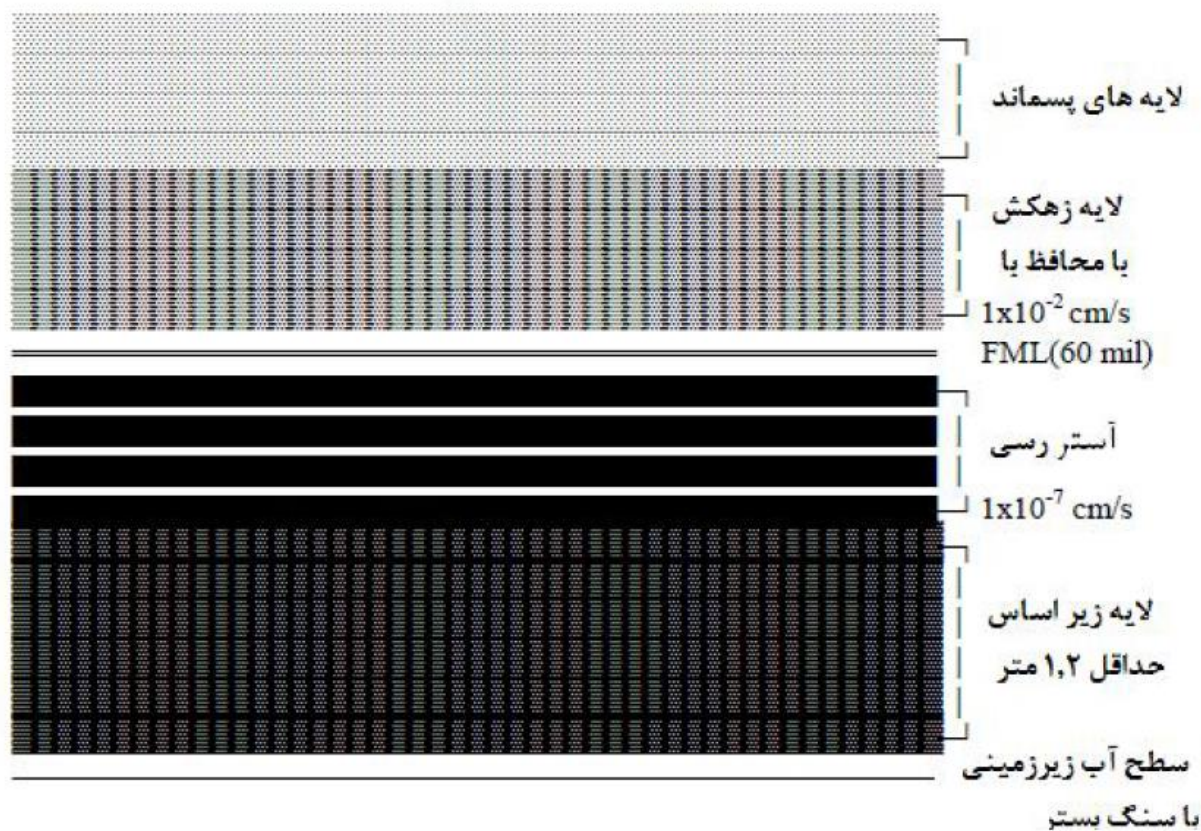 لایه های پسماند
لایه زهکش
با محافظ با
1x10⁻² cm/s
FML(60 mil)
آستر رسی
1x10⁻⁷ cm/s
لایه زیر اساس
حداقل ۱٫۲ متر
سطح آب زیرزمینی
با سنگ بستر